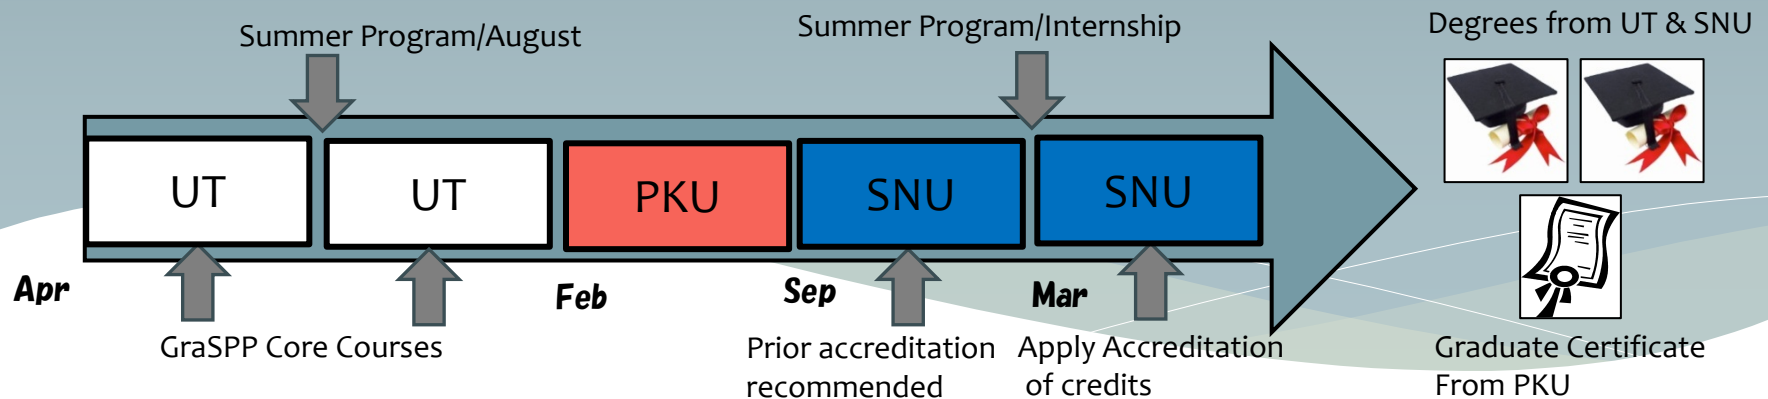 Summer Program/August
Summer Program/Internship
Degrees from UT & SNU
UT
UT
PKU
SNU
SNU
Apr
Feb
Sep
Mar
GraSPP Core Courses
Prior accreditation
recommended
Apply Accreditation
of credits
Graduate Certificate
From PKU